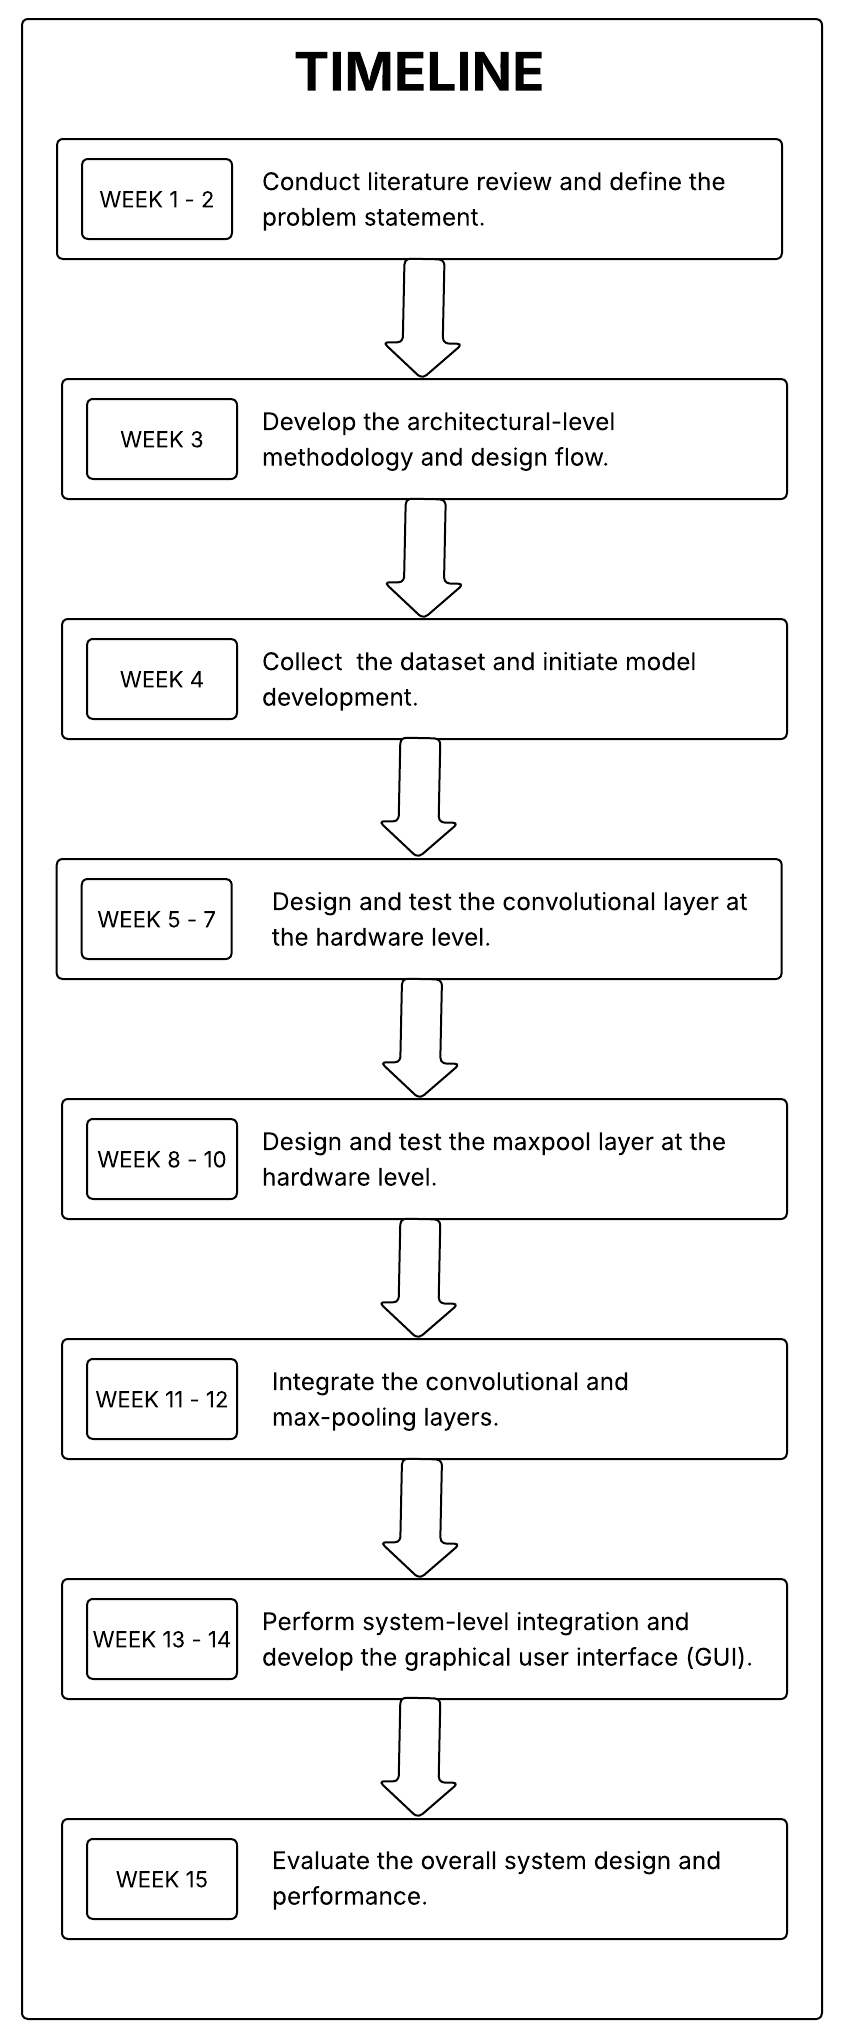 TIMELINE
WEEK 1 - 2
Conduct literature review and define the
problem statement.
WEEK 3
Develop the architectural-level
methodology and design flow.
WEEK 4
Collect  the dataset and initiate model
development.
WEEK 5 - 7
Design and test the convolutional layer at
the hardware level.
WEEK 8 - 10
Design and test the maxpool layer at the
hardware level.
WEEK 11 - 12
Integrate the convolutional and
max-pooling layers.
WEEK 13 - 14
Perform system-level integration and
develop the graphical user interface (GUI).
WEEK 15
Evaluate the overall system design and
performance.